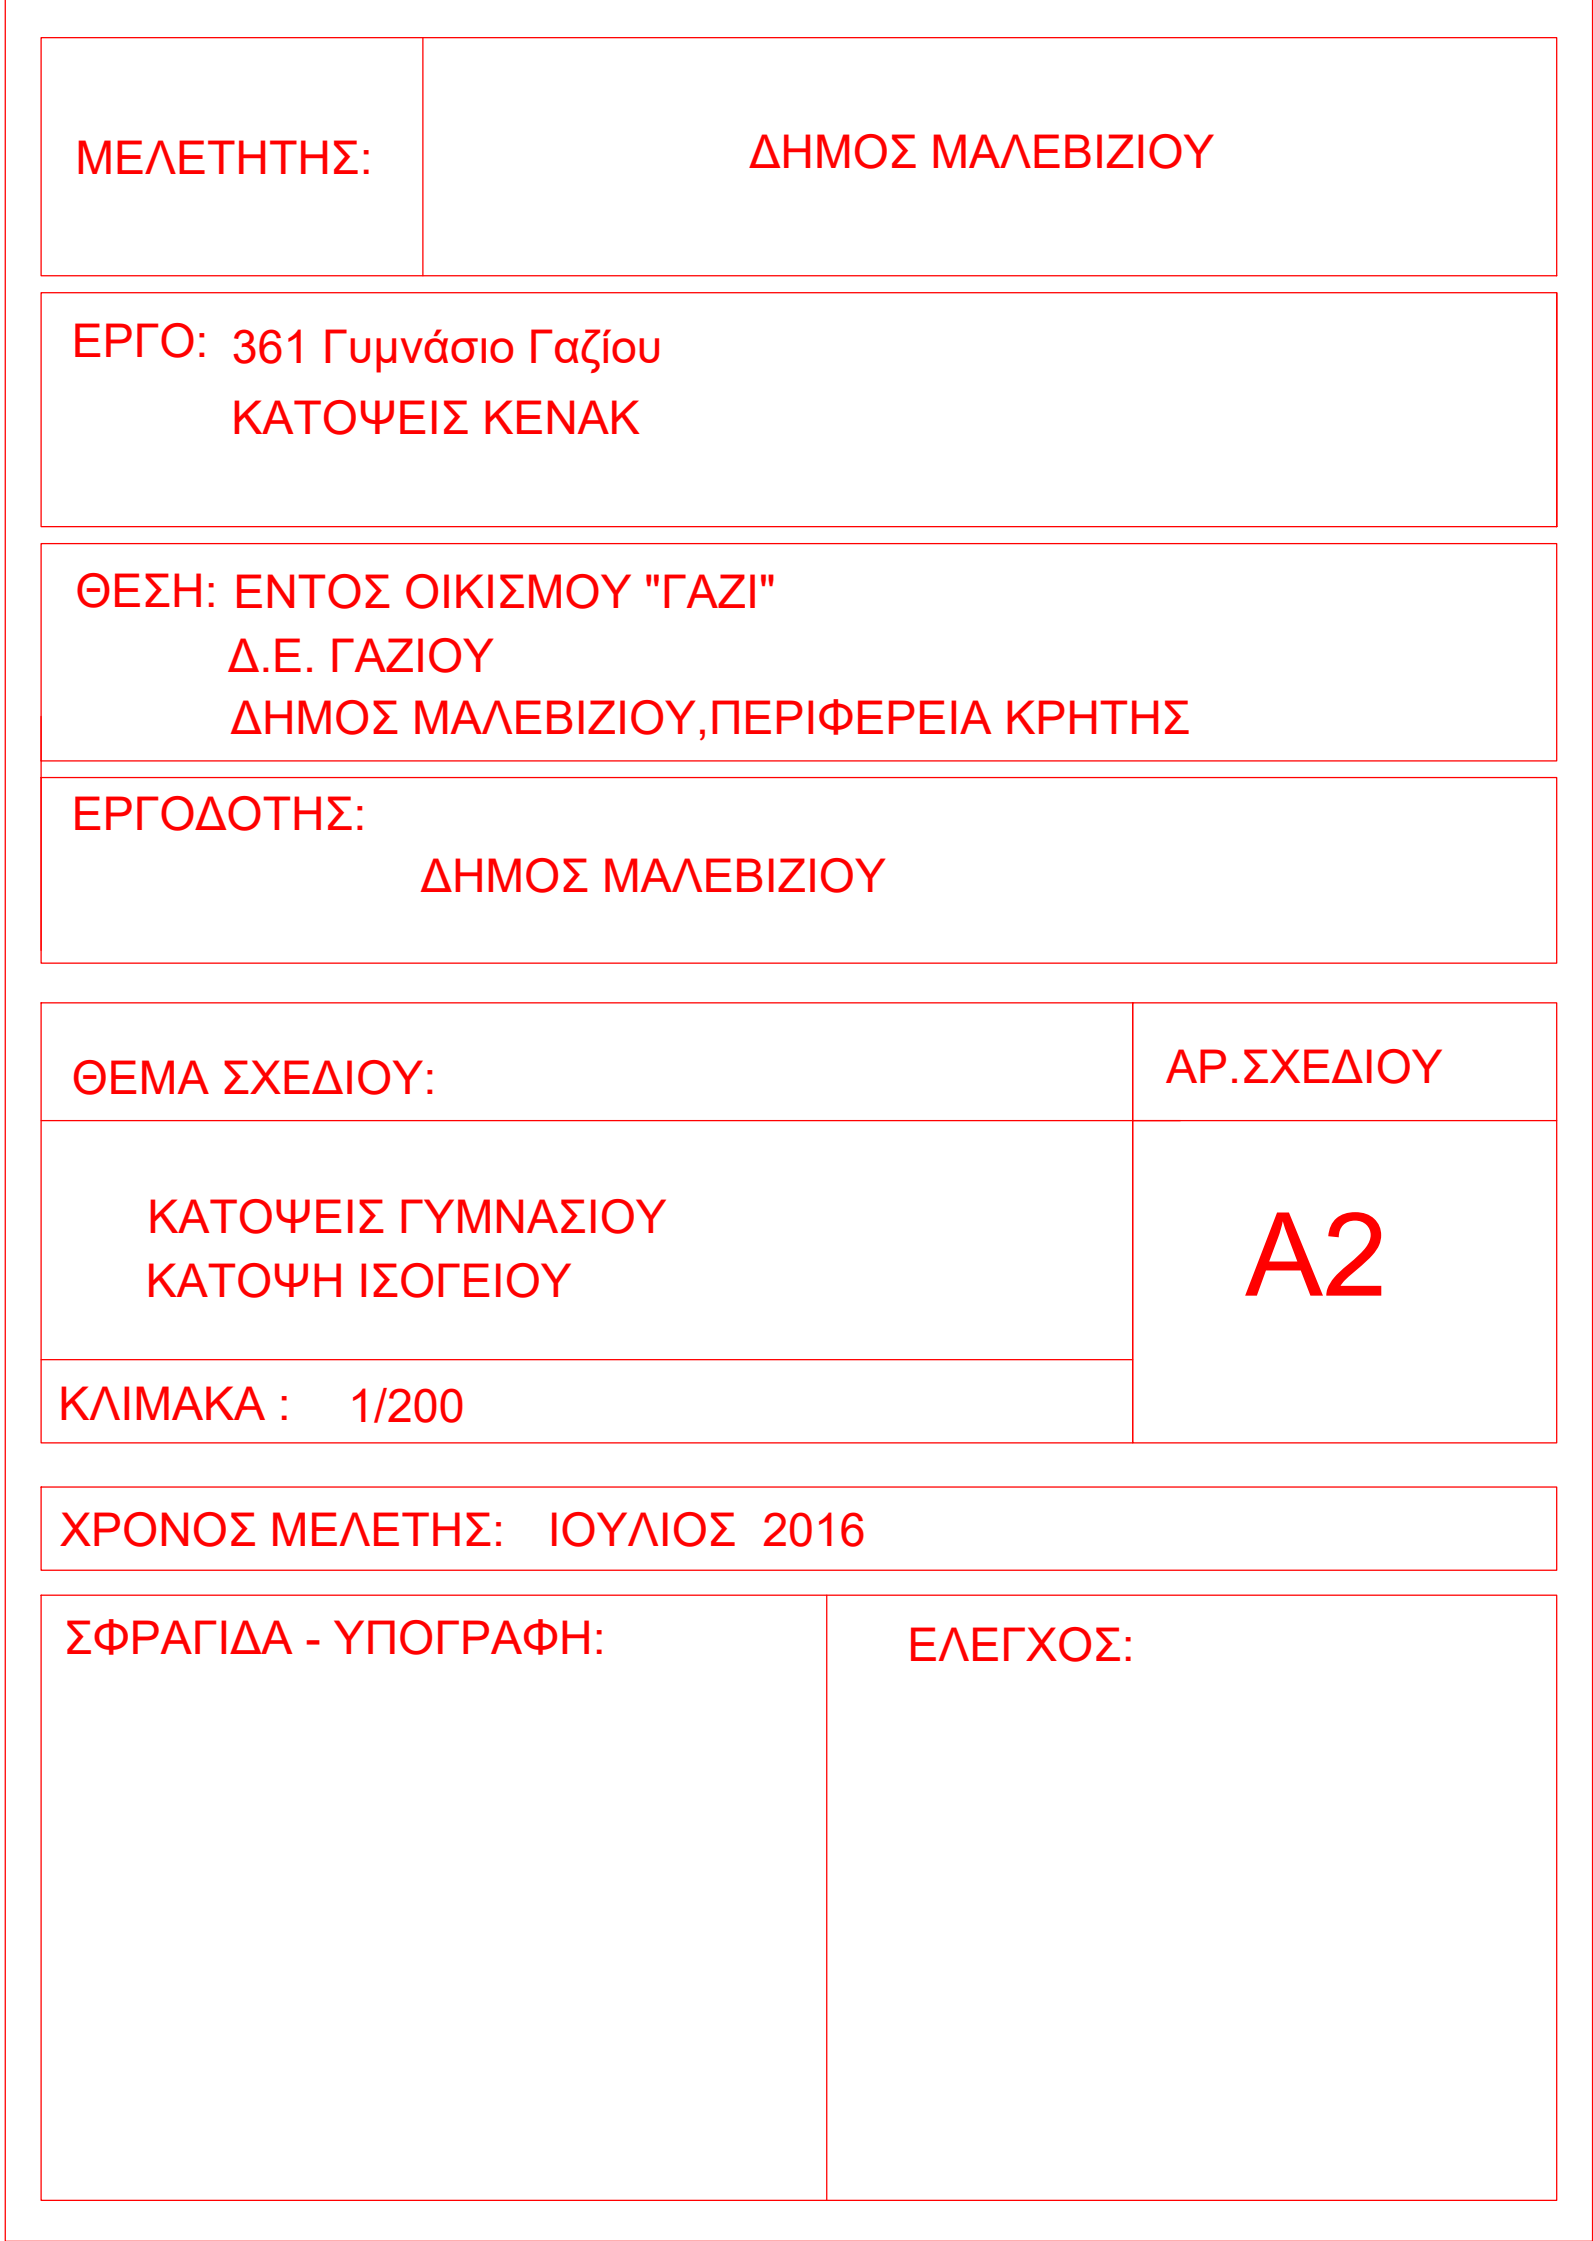 ΜΕΛΕΤΗΤΗΣ: ΔΗΜΟΣ ΜΑΛΕΒΙΖΙΟΥ
ΕΡΓΟ: 361 Γυμνάσιο Γαζίου
ΚΑΤΟΨΕΙΣ ΚΕΝΑΚ
ΘΕΣΗ: ΕΝΤΟΣ ΟΙΚΙΣΜΟΥ "ΓΑΖΙ"
Δ.Ε. ΓΑΖΙΟΥ
ΔΗΜΟΣ ΜΑΛΕΒΙΖΙΟΥ,ΠΕΡΙΦΕΡΕΙΑ ΚΡΗΤΗΣ
ΕΡΓΟΔΟΤΗΣ:
ΔΗΜΟΣ ΜΑΛΕΒΙΖΙΟΥ
ΘΕΜΑ ΣΧΕΔΙΟΥ:
ΑΡ.ΣΧΕΔΙΟΥ
ΚΑΤΟΨΕΙΣ ΓΥΜΝΑΣΙΟΥ
ΚΑΤΟΨΗ ΙΣΟΓΕΙΟΥ
Α2
ΚΛΙΜΑΚΑ : 1/200
ΧΡΟΝΟΣ ΜΕΛΕΤΗΣ: ΙΟΥΛΙΟΣ 2016
ΣΦΡΑΓΙΔΑ - ΥΠΟΓΡΑΦΗ:
ΕΛΕΓΧΟΣ: